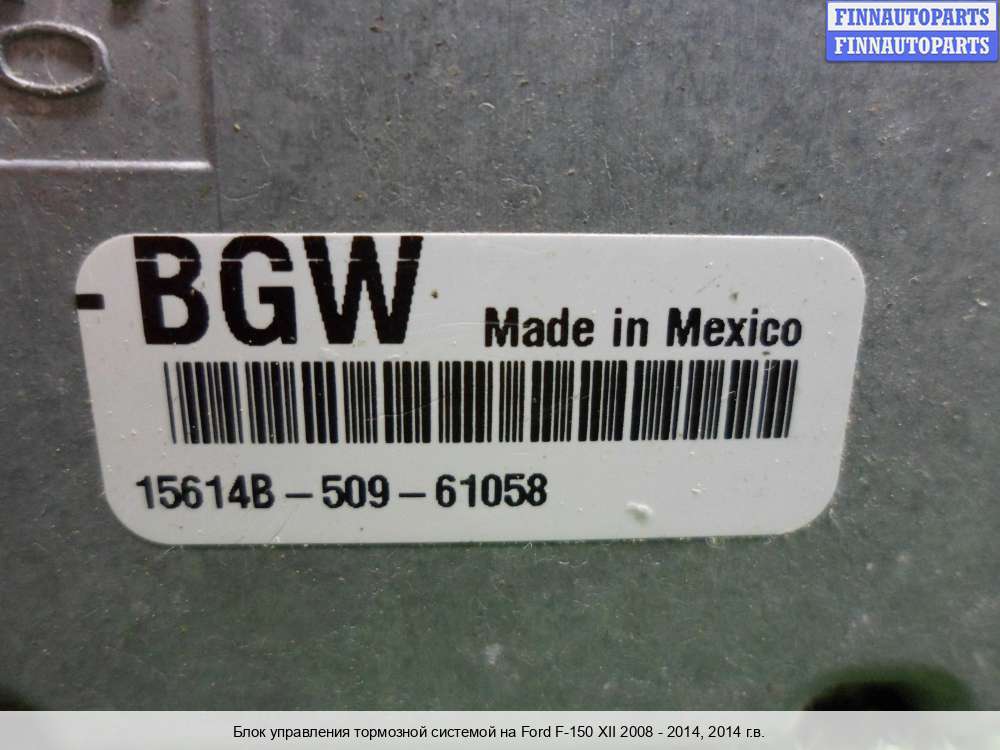 FINNAUTOPARTS
FINNAUTOPARTS
-BGW Made in Mexico
15614B-509-61058
Блок управления тормозной системой на Ford F-150 XII 2008 - 2014, 2014 г.в.